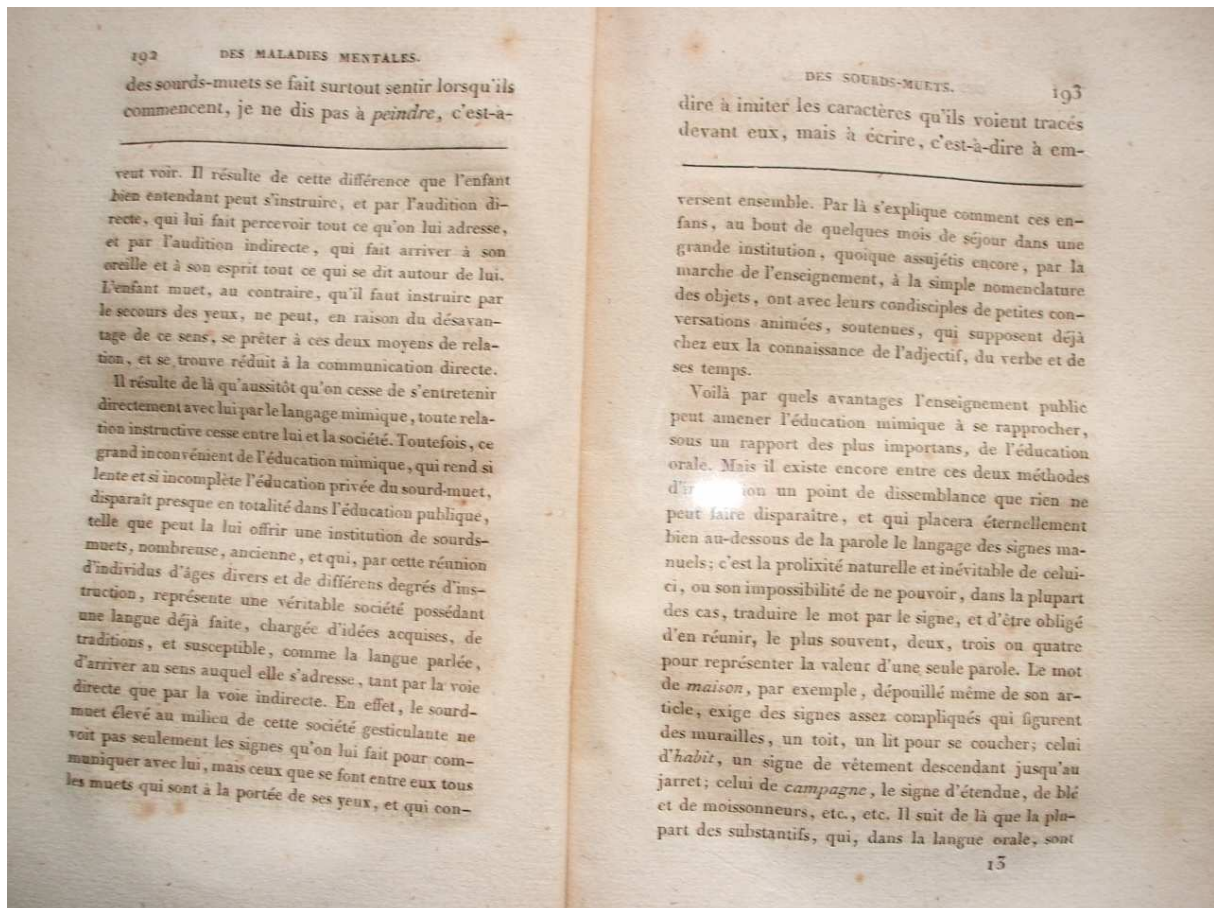 192 DES MALADIES MENTALES.
des sourds-muets se fait surtout sentir lorsqu'ils
commencent, je ne dis pas à peindre, c'est-à-
veut voir. Il résulte de cette différence que l'enfant
bien entendant peut s'instruire, et par l'audition di-
recte, qui lui fait percevoir tout ce qu'on lui adresse,
et par l'audition indirecte, qui fait arriver à son
oreille et à son esprit tout ce qui se dit autour de lui.
L'enfant muet, au contraire, qu'il faut instruire par
le secours des yeux, ne peut, en raison du désavan-
tage de ce sens, se prêter à ces deux moyens de rela-
tion, et se trouve réduit à la communication directe.
Il résulte de là qu'aussitôt qu'on cesse de s'entretenir
directement avec lui par le langage mimique, toute rela-
tion instructive cesse entre lui et la société. Toutefois, ce
grand inconvénient de l'éducation mimique, qui rend si
lente et si incomplète l'éducation privée du sourd-muet,
disparaît presque en totalité dans l'éducation publique,
telle que peut la lui offrir une institution de sourds-
muets, nombreuse, ancienne, et qui, par cette réunion
d'individus d'âges divers et de différens degrés d'ins-
truction, représente une véritable société possédant
une langue déjà faite, chargée d'idées acquises, de
traditions, et susceptible, comme la langue parlée,
d'arriver au sens auquel elle s'adresse, tant par la voie
directe que par la voie indirecte. En effet, le sourd-
muet élevé au milieu de cette société gesticulante ne
voit pas seulement les signes qu'on lui fait pour com-
muniquer avec lui, mais ceux que se font entre eux tous
les muets qui sont à la portée de ses yeux, et qui con-
DES SOURDS-MUETS. 193
dire à imiter les caractères qu'ils voient tracés
devant eux, mais à écrire, c'est-à-dire à em-
versent ensemble. Par là s'explique comment ces en-
fans, au bout de quelques mois de séjour dans une
grande institution, quoique assujétis encore, par la
marche de l'enseignement, à la simple nomenclature
des objets, ont avec leurs condisciples de petites con-
versations animées, soutenues, qui supposent déjà
chez eux la connaissance de l'adjectif, du verbe et de
ses temps.
Voilà par quels avantages l'enseignement public
peut amener l'éducation mimique à se rapprocher,
sous un rapport des plus importans, de l'éducation
orale. Mais il existe encore entre ces deux méthodes
un point de dissemblance que rien ne
peut faire disparaître, et qui placera éternellement
bien au-dessous de la parole le langage des signes ma-
nuels; c'est la prolixité naturelle et inévitable de celui-
ci, ou son impossibilité de ne pouvoir, dans la plupart
des cas, traduire le mot par le signe, et d'être obligé
d'en réunir, le plus souvent, deux, trois ou quatre
pour représenter la valeur d'une seule parole. Le mot
de maison, par exemple, dépouillé même de son ar-
ticle, exige des signes assez compliqués qui figurent
des murailles, un toit, un lit pour se coucher; celui
d'habit, un signe de vêtement descendant jusqu'au
jarret; celui de campagne, le signe d'étendue, de blé
et de moissonneurs, etc., etc. Il suit de là que la plu-
part des substantifs, qui, dans la langue orale, sont
13